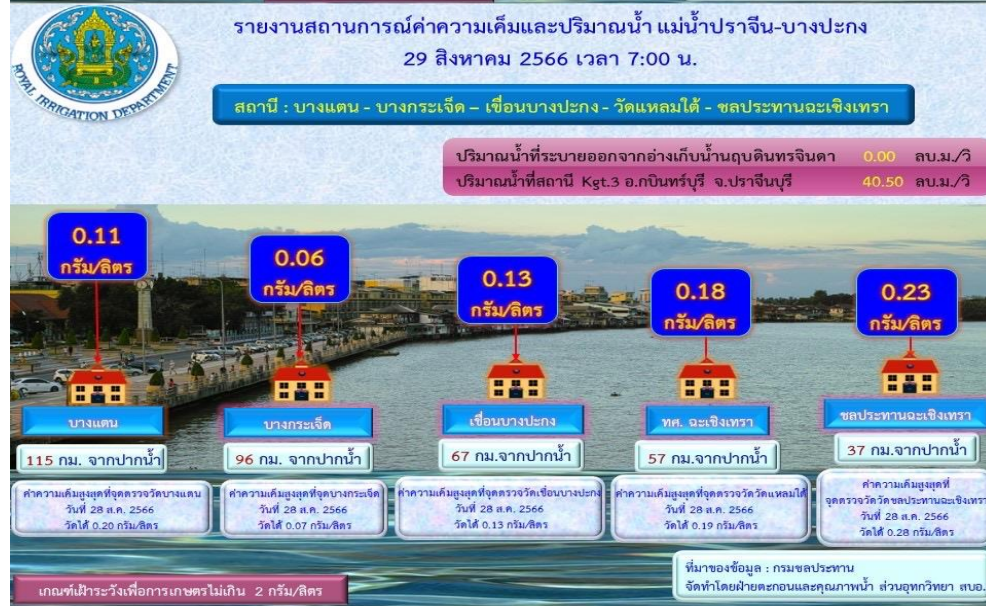 รายงานสถานการณ์ค่าความเค็มและปริมาณน้ำ แม่น้ำปราจีน-บางปะกง
29 สิงหาคม 2566 เวลา 7:00 น.
ROYAL IRRIGATION DEPARTMENT
สถานี : บางแตน - บางกระเจ็ด – เขื่อนบางปะกง - วัดแหลมใต้ - ชลประทานฉะเชิงเทรา
ปริมาณน้ำที่ระบายออกจากอ่างเก็บน้ำนฤบดินทรจินดา 0.00 ลบ.ม./วิ
ปริมาณน้ำที่สถานี Kgt.3 อ.กบินทร์บุรี จ.ปราจีนบุรี 40.50 ลบ.ม./วิ
0.11
กรัม/ลิตร
0.06
กรัม/ลิตร
0.13
กรัม/ลิตร
0.18
กรัม/ลิตร
0.23
กรัม/ลิตร
บางแตน
บางกระเจ็ด
เขื่อนบางปะกง
ทศ. ฉะเชิงเทรา
ชลประทานฉะเชิงเทรา
115 กม. จากปากน้ำ
96 กม. จากปากน้ำ
67 กม.จากปากน้ำ
57 กม.จากปากน้ำ
37 กม.จากปากน้ำ
ค่าความเค็มสูงสุดที่จุดตรวจวัดบางแตน
วันที่ 28 ส.ค. 2566
วัดได้ 0.20 กรัม/ลิตร
ค่าความเค็มสูงสุดที่จุดบางกระเจ็ด
วันที่ 28 ส.ค. 2566
วัดได้ 0.07 กรัม/ลิตร
ค่าความเค็มสูงสุดที่จุดตรวจวัดเขื่อนบางปะกง
วันที่ 28 ส.ค. 2566
วัดได้ 0.13 กรัม/ลิตร
ค่าความเค็มสูงสุดที่จุดตรวจวัดวัดแหลมใต้
วันที่ 28 ส.ค. 2566
วัดได้ 0.19 กรัม/ลิตร
ค่าความเค็มสูงสุดที่
จุดตรวจวัดวัดชลประทานฉะเชิงเทรา
วันที่ 28 ส.ค. 2566
วัดได้ 0.28 กรัม/ลิตร
เกณฑ์เฝ้าระวังเพื่อการเกษตรไม่เกิน 2 กรัม/ลิตร
ที่มาของข้อมูล : กรมชลประทาน
จัดทำโดยฝ่ายตะกอนและคุณภาพน้ำ ส่วนอุทกวิทยา สบอ.